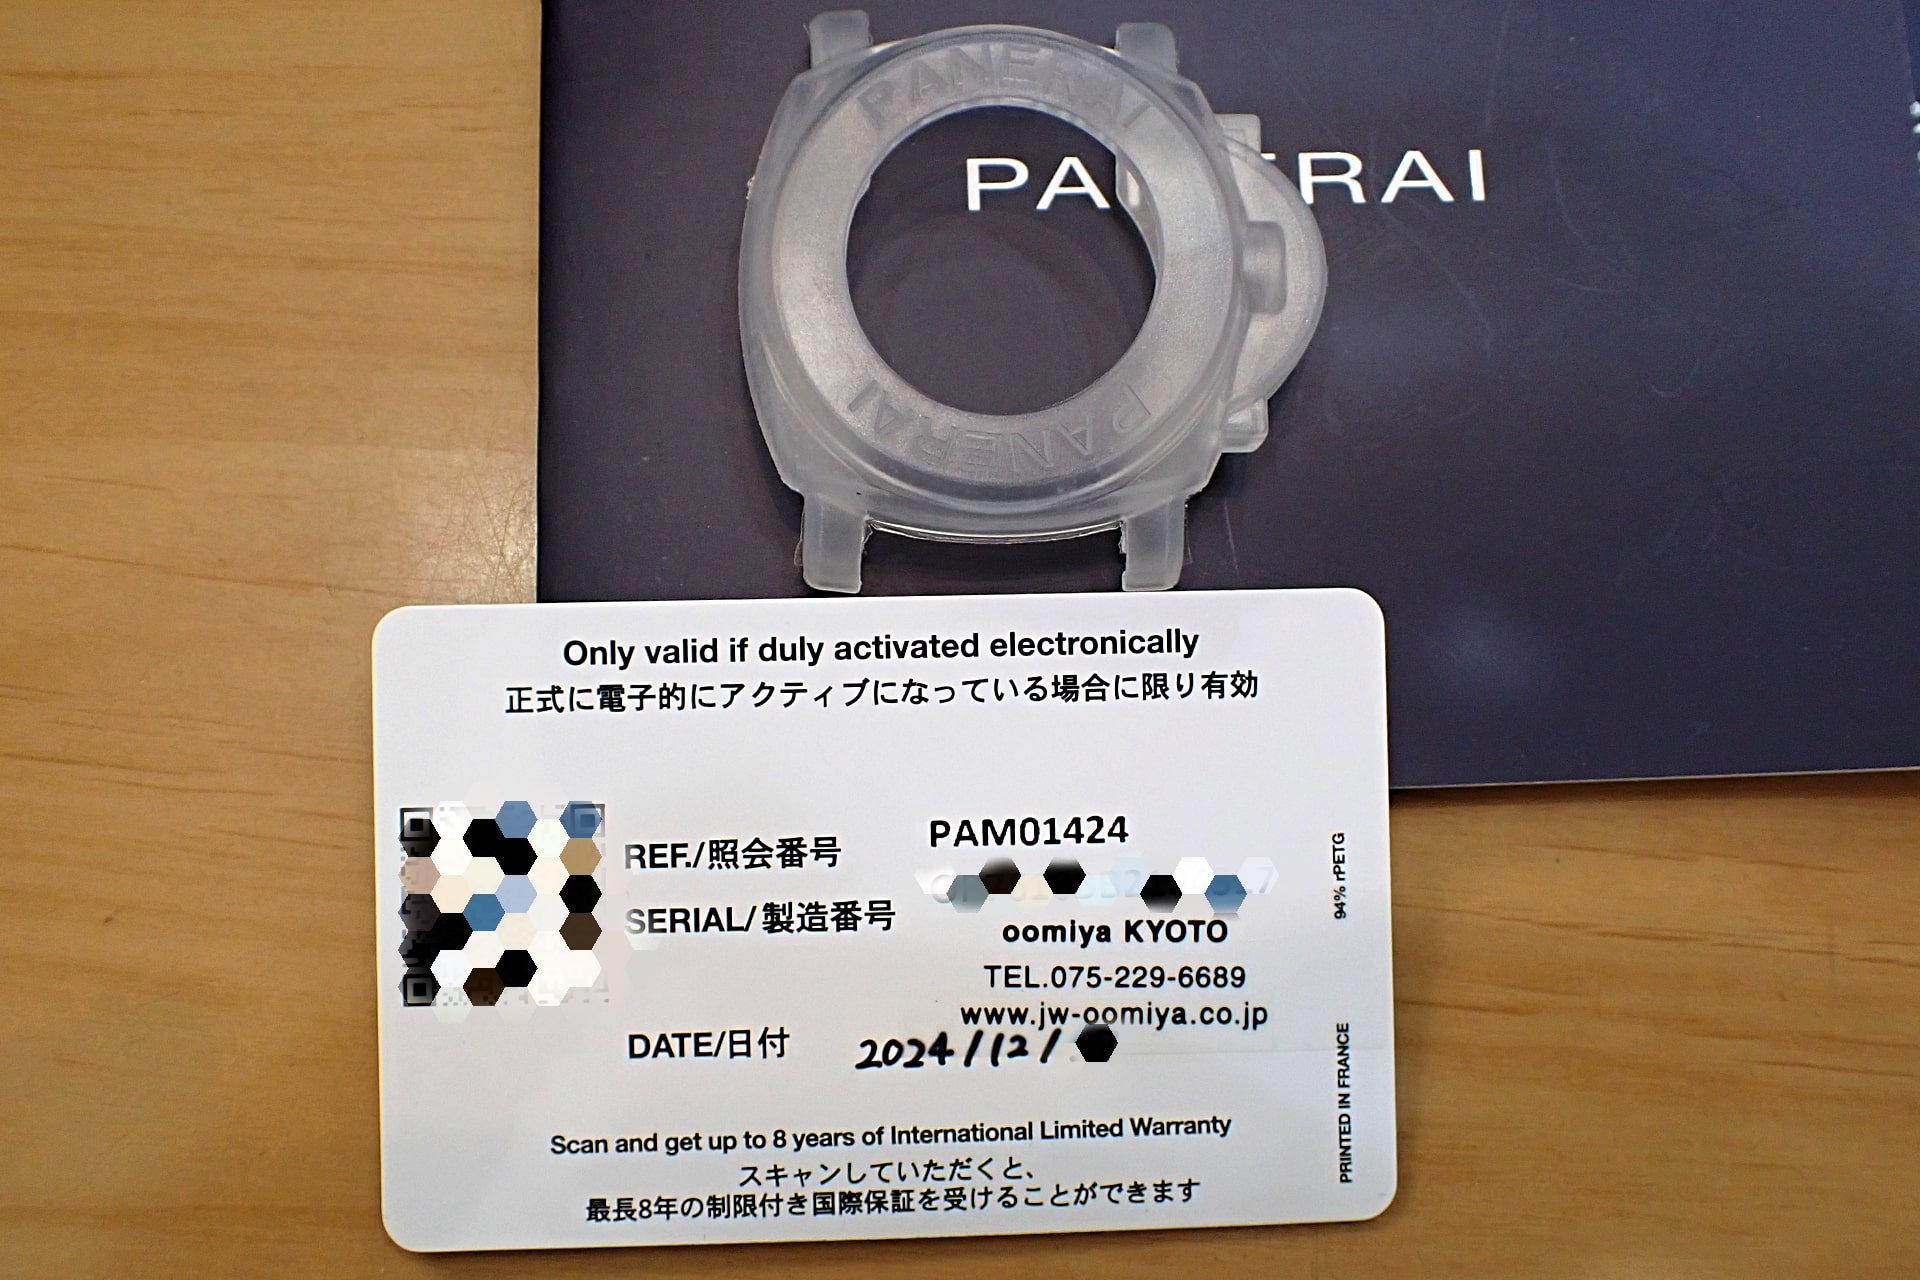 PANERAI
PANERAI
PA ERAI
Only valid if duly activated electronically
正式に電子的にアクティブになっている場合に限り有効
REF./照会番号 PAM01424
SERIAL/製造番号
oomiya KYOTO
TEL.075-229-6689
www.jw-oomiya.co.jp
DATE/日付 2024/12/
Scan and get up to 8 years of International Limited Warranty
スキャンしていただくと、
最長8年の制限付き国際保証を受けることができます
94% rPETG
PRINTED IN FRANCE